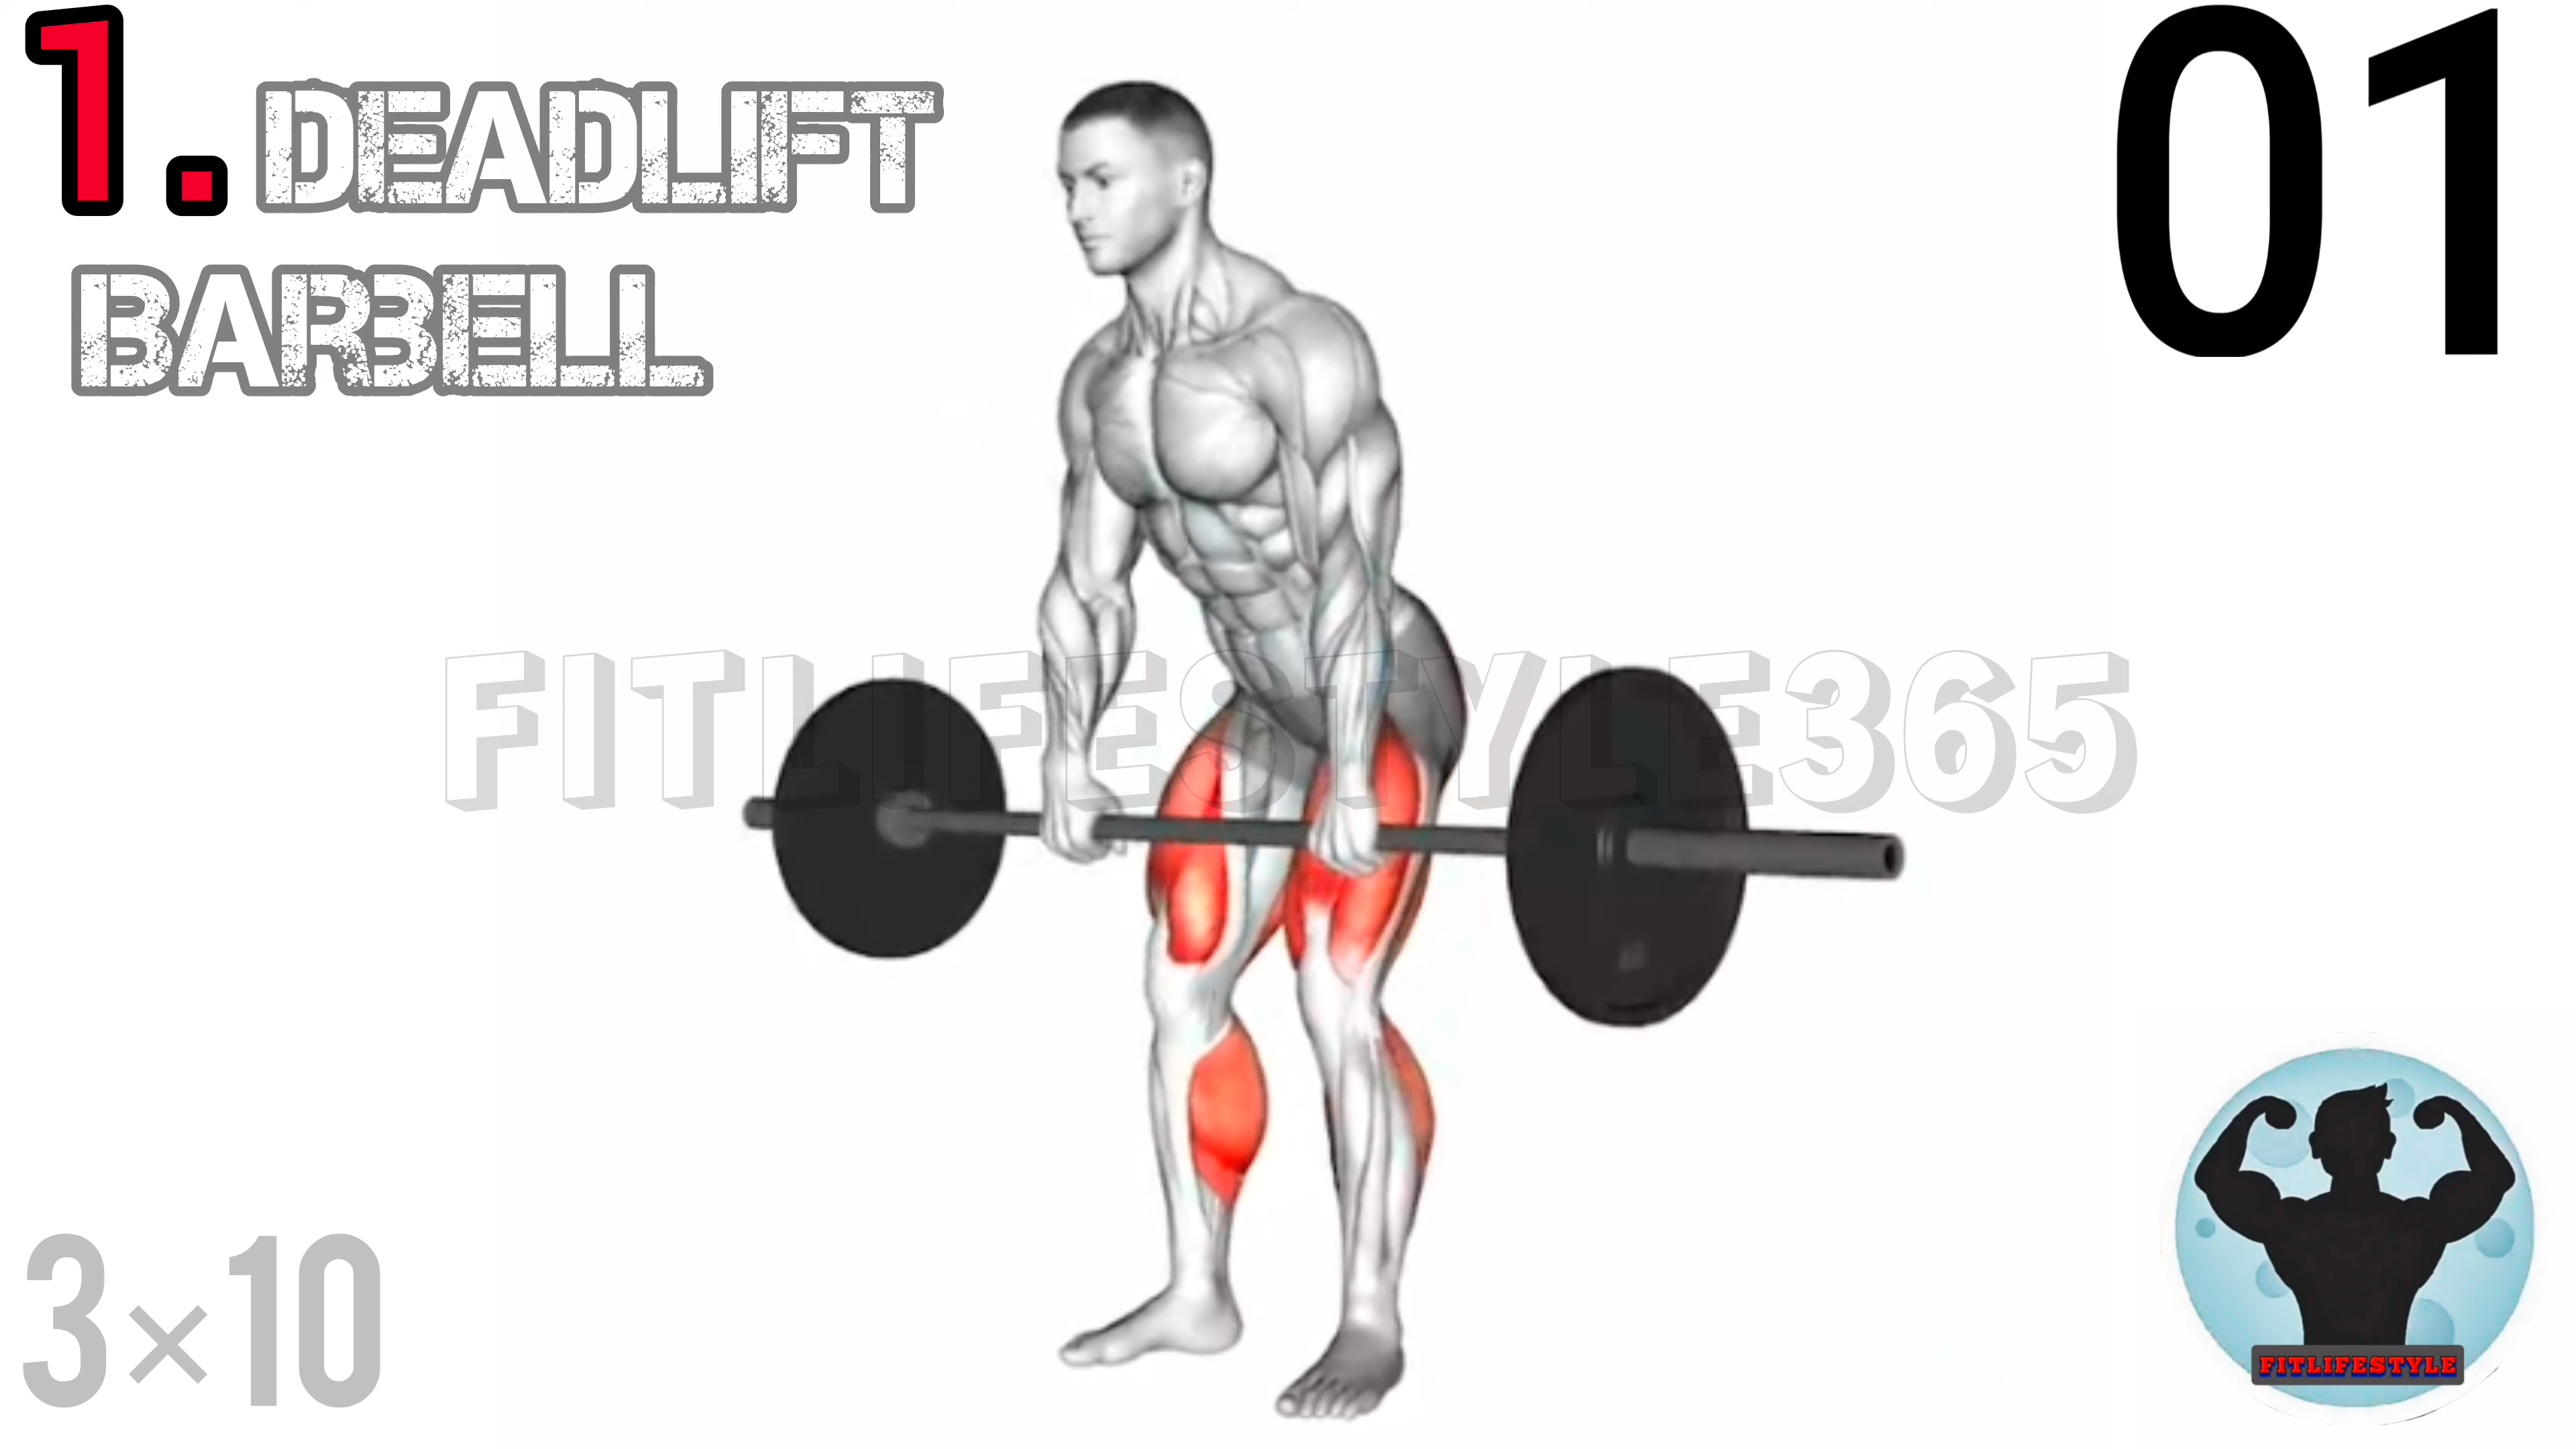 1. DEADLIFT
BARBELL
01
FITLIFESTYLE365
3×10
FITLIFESTYLE